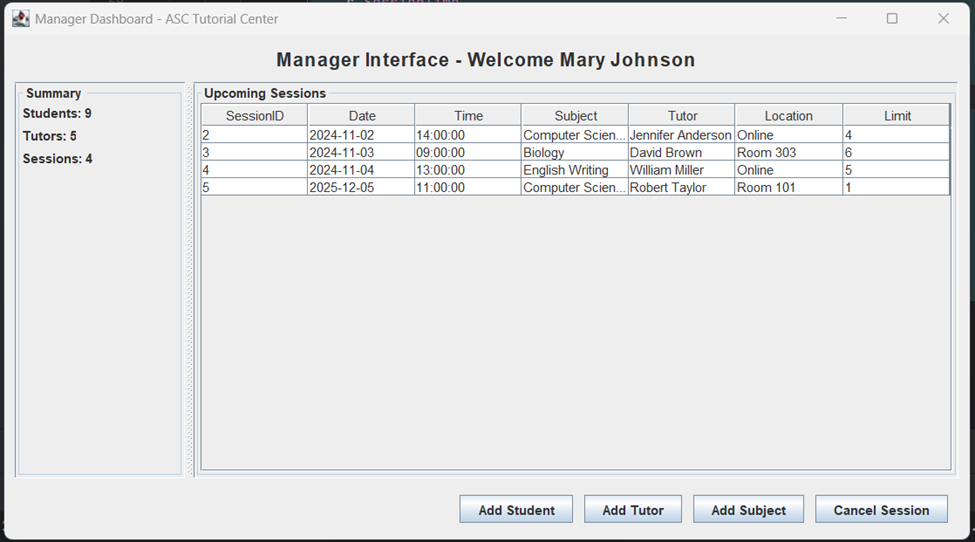 Manager Dashboard - ASC Tutorial Center
Manager Interface - Welcome Mary Johnson
Summary
Students: 9
Tutors: 5
Sessions: 4
Upcoming Sessions
SessionID Date Time Subject Tutor Location Limit
2 2024-11-02 14:00:00 Computer Scien... Jennifer Anderson Online 4
3 2024-11-03 09:00:00 Biology David Brown Room 303 6
4 2024-11-04 13:00:00 English Writing William Miller Online 5
5 2025-12-05 11:00:00 Computer Scien... Robert Taylor Room 101 1
Add Student Add Tutor Add Subject Cancel Session